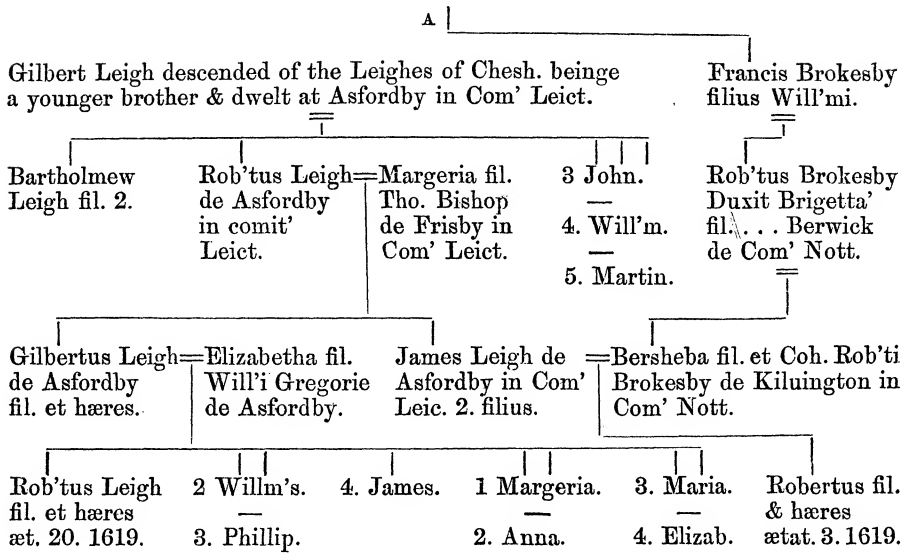 A
Gilbert Leigh descended of the Leighes of Chesh. beinge
a younger brother & dwelt at Asfordby in Com' Leict.
Francis Brokesby
filius Will'mi.
Bartholmew
Leigh fil. 2.
Rob'tus Leigh=
de Asfordby
in comit'
Leict.
Margeria fil.
Tho. Bishop
de Frisby in
Com' Leict.
3 John.
—
4. Will'm.
—
5. Martin.
Rob'tus Brokesby
Duxit Brigetta'
fil. . . . Berwick
de Com' Nott.
Gilbertus Leigh=
de Asfordby
fil. et hæres.
Elizabetha fil.
Will'i Gregorie
de Asfordby.
James Leigh de
Asfordby in Com'
Leic. 2. filius.
=Bersheba fil. et Coh. Rob'ti
Brokesby de Kiluington in
Com' Nott.
Rob'tus Leigh
fil. et hæres
æt. 20. 1619.
2 Willm's.
—
3. Phillip.
4. James.
1 Margeria.
—
2. Anna.
3. Maria.
—
4. Elizab.
Robertus fil.
& hæres
ætat. 3. 1619.